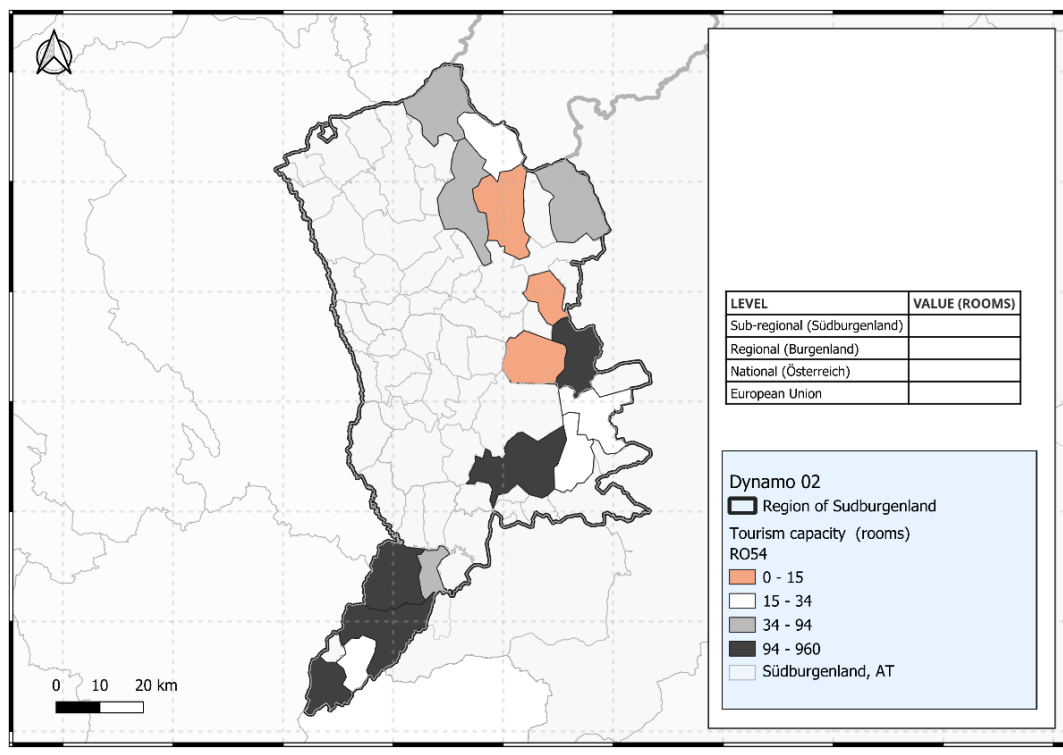 LEVEL VALUE (ROOMS)
Sub-regional (Südburgenland)
Regional (Burgenland)
National (Österreich)
European Union
Dynamo 02
Region of Sudburgenland
Tourism capacity (rooms)
RO54
0 - 15
15 - 34
34 - 94
94 - 960
Südburgenland, AT
0 10 20 km